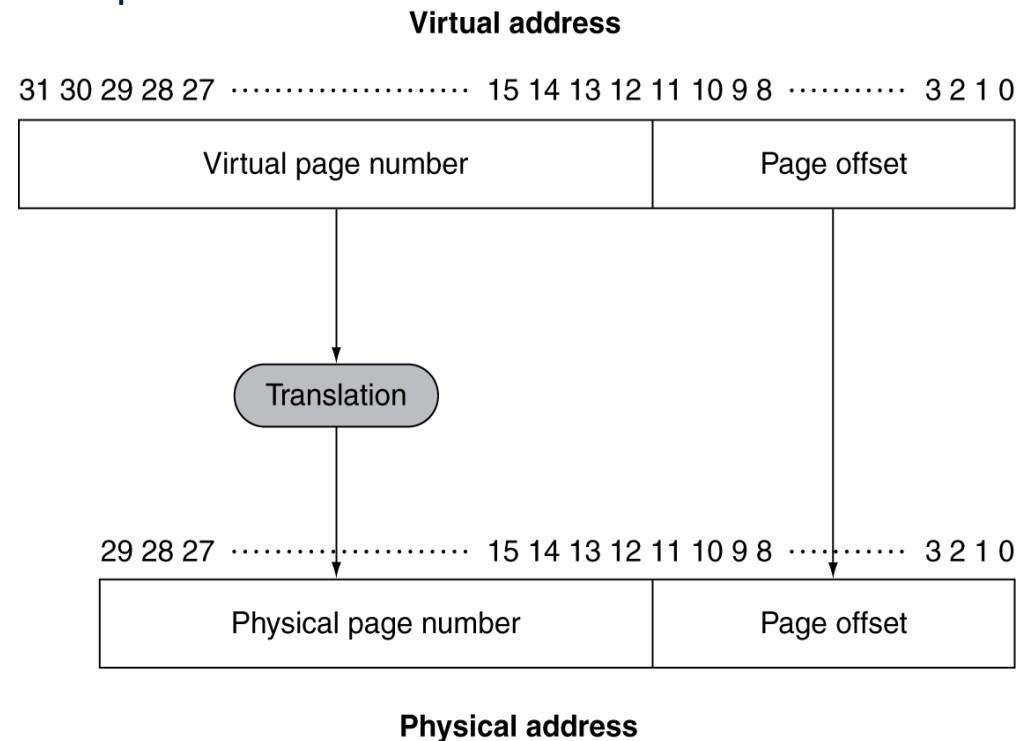 Virtual address
31 30 29 28 27 ······················ 15 14 13 12 11 10 9 8 ··········· 3 2 1 0
Virtual page number Page offset
Translation
29 28 27 ······················ 15 14 13 12 11 10 9 8 ··········· 3 2 1 0
Physical page number Page offset
Physical address